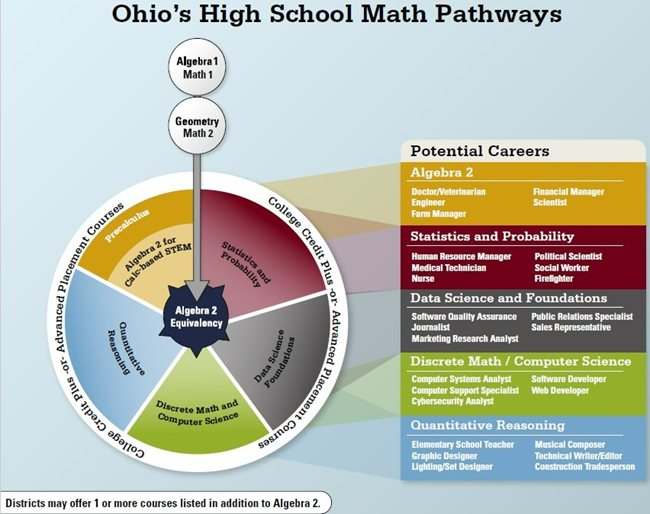 Ohio's High School Math Pathways
Algebra 1
Math 1
Geometry
Math 2
College Credit Plus -or- Advanced Placement Courses
College Credit Plus -or- Advanced Placement Courses
Precalculus
Algebra 2 for
Calc-based STEM
Statistics and
Probability
Algebra 2
Equivalency
Quantitative
Reasoning
Data Science
Foundations
Discrete Math and
Computer Science
Potential Careers
Algebra 2
Doctor/Veterinarian
Engineer
Farm Manager
Financial Manager
Scientist
Statistics and Probability
Human Resource Manager
Medical Technician
Nurse
Political Scientist
Social Worker
Firefighter
Data Science and Foundations
Software Quality Assurance
Journalist
Marketing Research Analyst
Public Relations Specialist
Sales Representative
Discrete Math / Computer Science
Computer Systems Analyst
Computer Support Specialist
Cybersecurity Analyst
Software Developer
Web Developer
Quantitative Reasoning
Elementary School Teacher
Graphic Designer
Lighting/Set Designer
Musical Composer
Technical Writer/Editor
Construction Tradesperson
Districts may offer 1 or more courses listed in addition to Algebra 2.